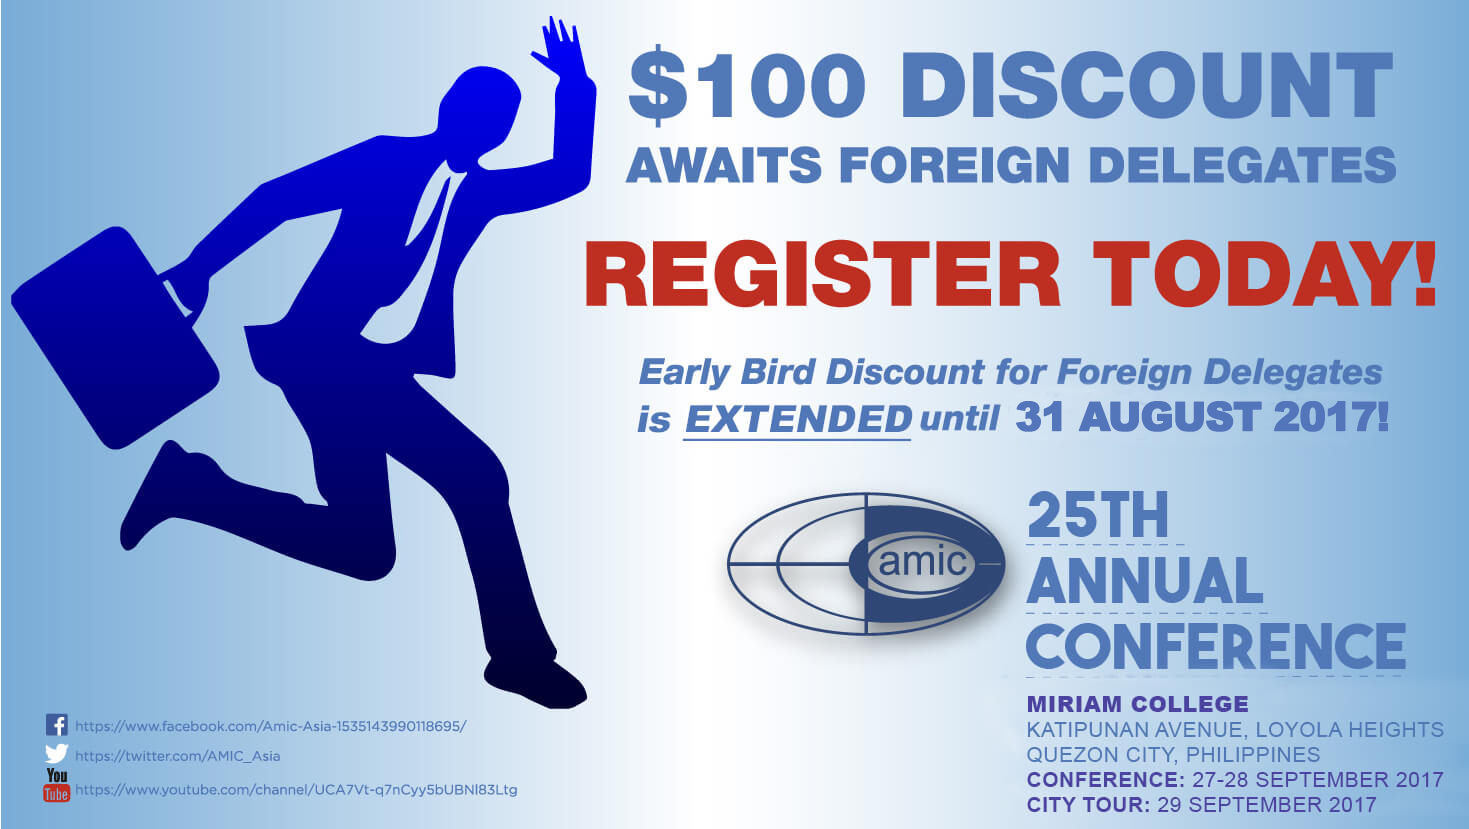 $100 DISCOUNT
AWAITS FOREIGN DELEGATES
REGISTER TODAY!
Early Bird Discount for Foreign Delegates
is EXTENDED until 31 AUGUST 2017!
amic
25TH
ANNUAL
CONFERENCE
MIRIAM COLLEGE
KATIPUNAN AVENUE, LOYOLA HEIGHTS
QUEZON CITY, PHILIPPINES
CONFERENCE: 27-28 SEPTEMBER 2017
CITY TOUR: 29 SEPTEMBER 2017
https://www.facebook.com/Amic-Asia-1535143990118695/
https://twitter.com/AMIC_Asia
You
Tube
https://www.youtube.com/channel/UCA7Vt-q7nCyy5bUBNl83Ltg